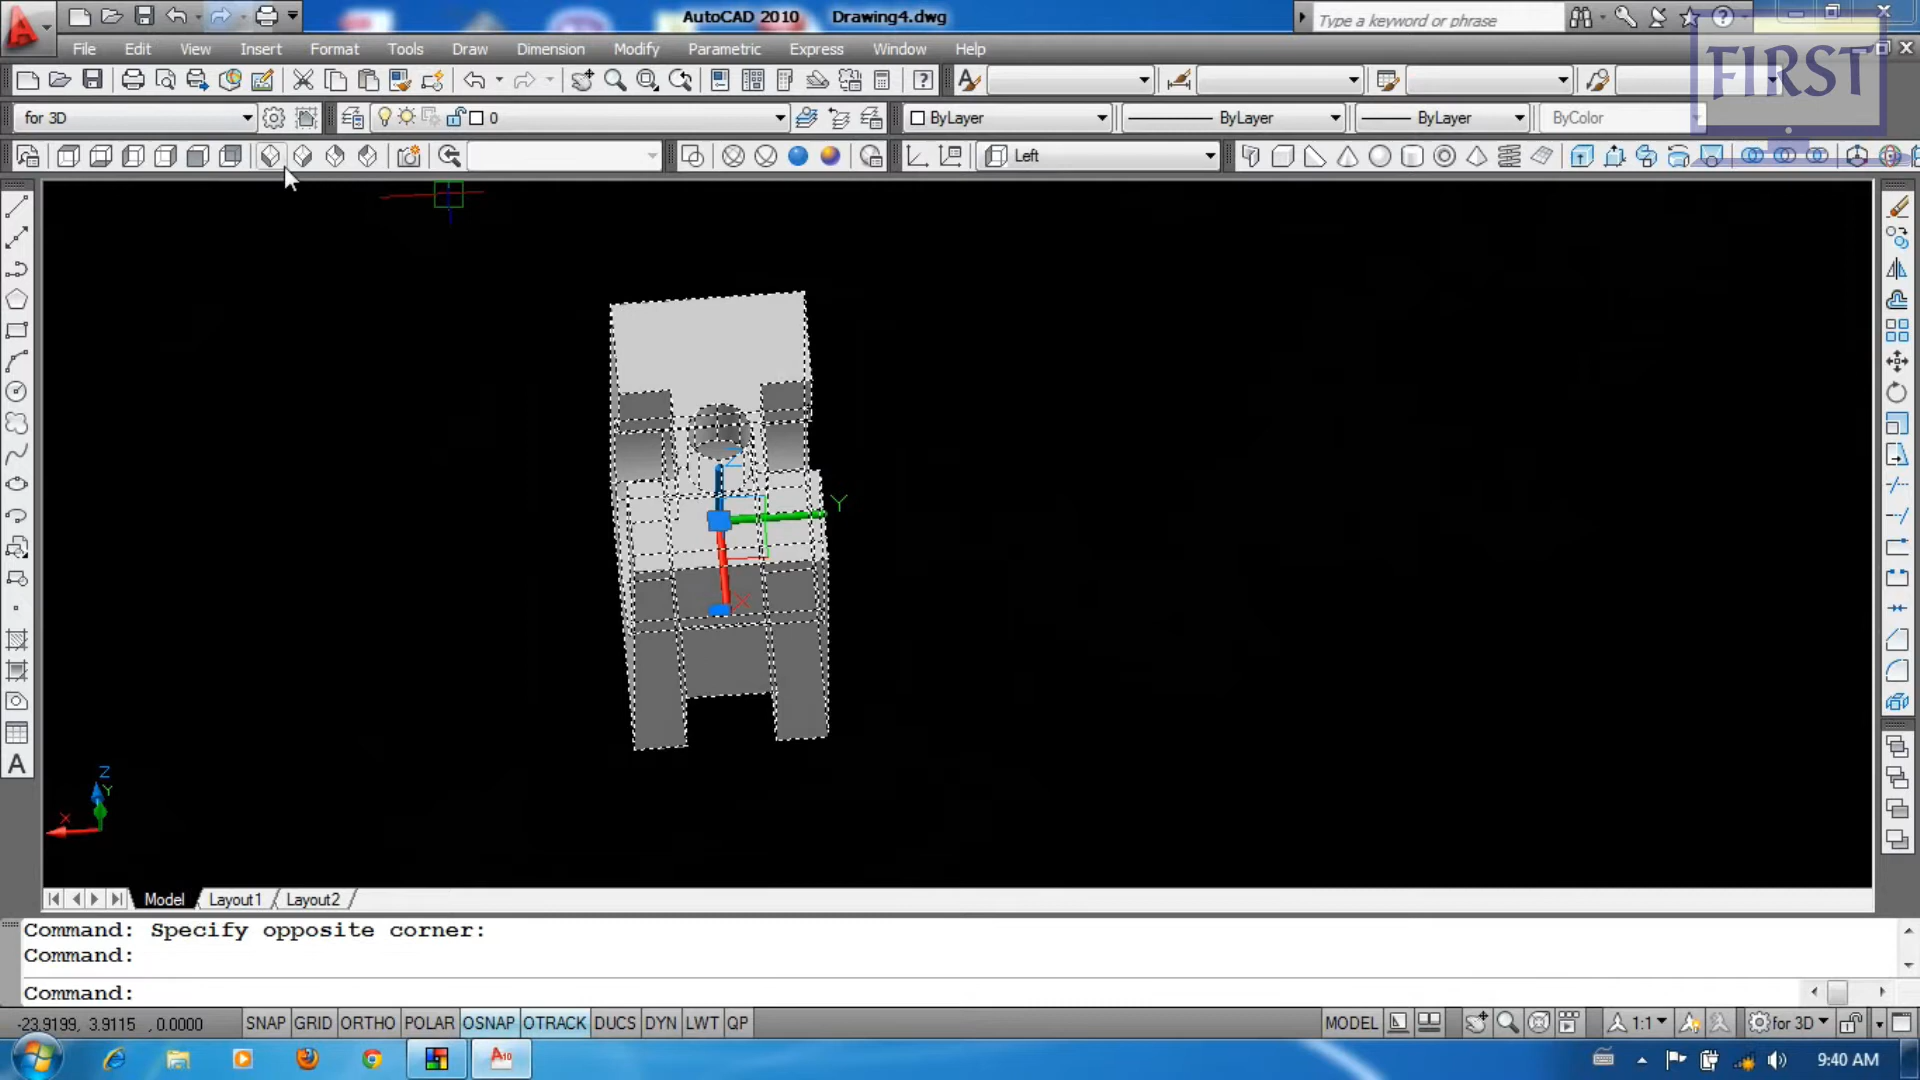 AutoCAD 2010 Drawing4.dwg
Type a keyword or phrase
File Edit View Insert Format Tools Draw Dimension Modify Parametric Express Window Help
FIRST
for 3D
0
ByLayer
ByLayer
ByLayer
ByColor
Left
Z
Y
X
Z
Y
X
Model Layout1 Layout2
Command: Specify opposite corner:
Command:
Command:
-23.9199, 3.9115 , 0.0000
SNAP GRID ORTHO POLAR OSNAP OTRACK DUCS DYN LWT QP
MODEL
1:1
for 3D
9:40 AM